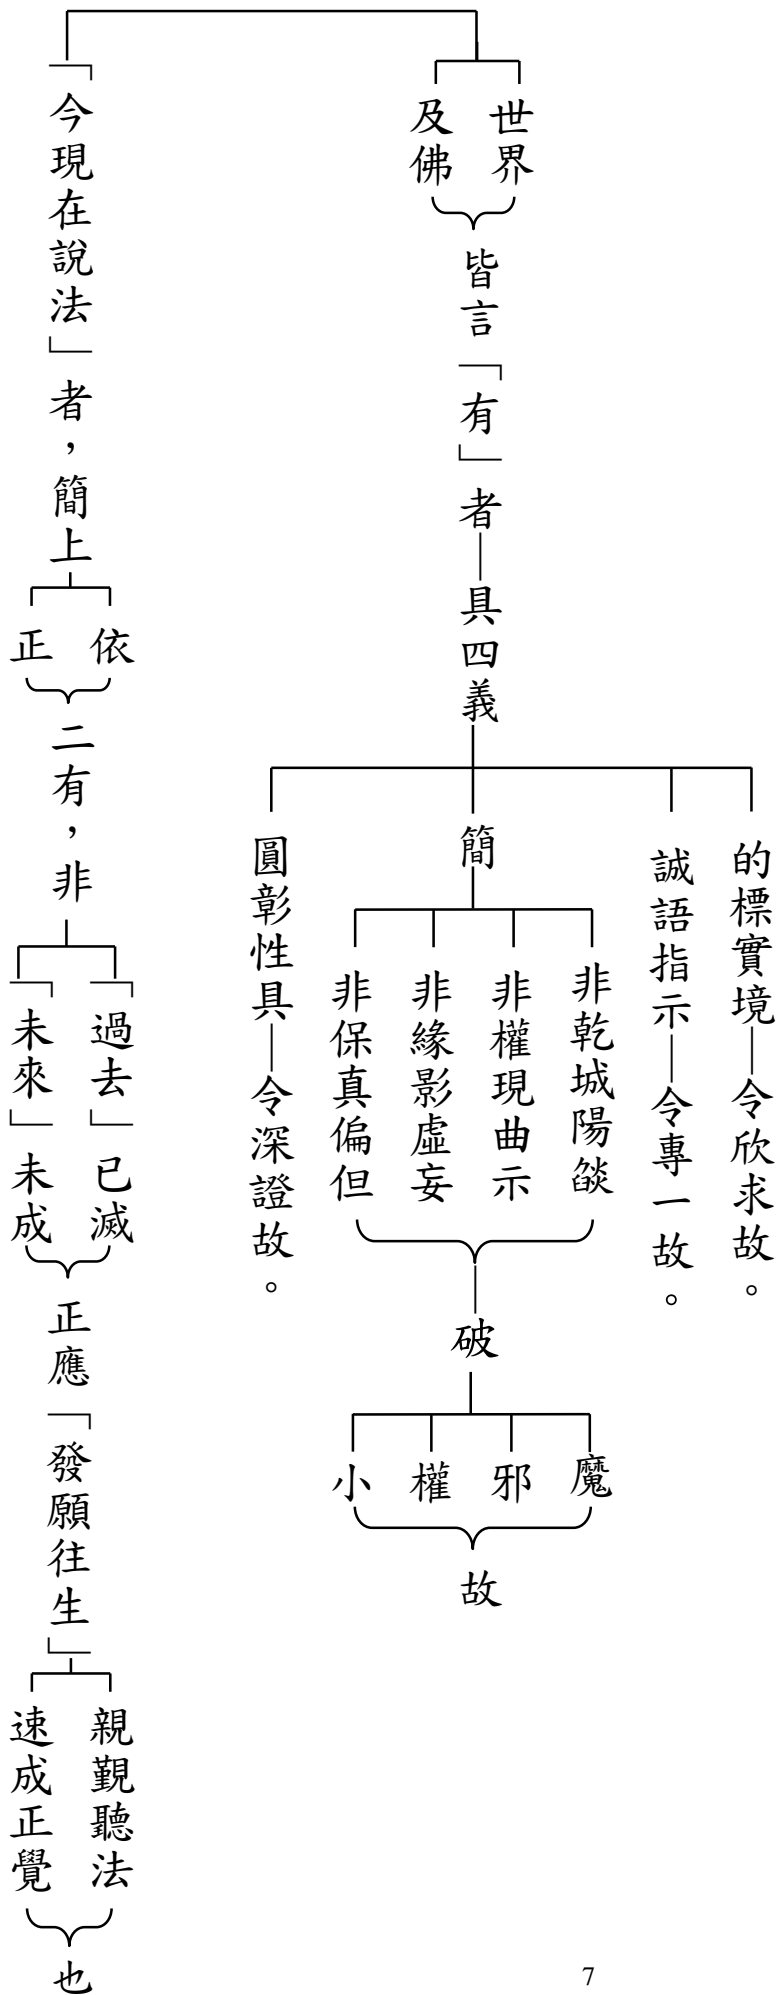 世界
及佛
皆言「有」者—具四義
的標實境—令欣求故。
誠語指示—令專一故。
簡
非乾城陽燄
非權現曲示
非緣影虛妄
非保真偏但
—破
魔
邪
權
小
故
圓彰性具—令深證故。
「今現在說法」者，簡上
依
正
二有，非
「過去」已滅
「未來」未成
正應「發願往生」
親覲聽法
速成正覺
也
7